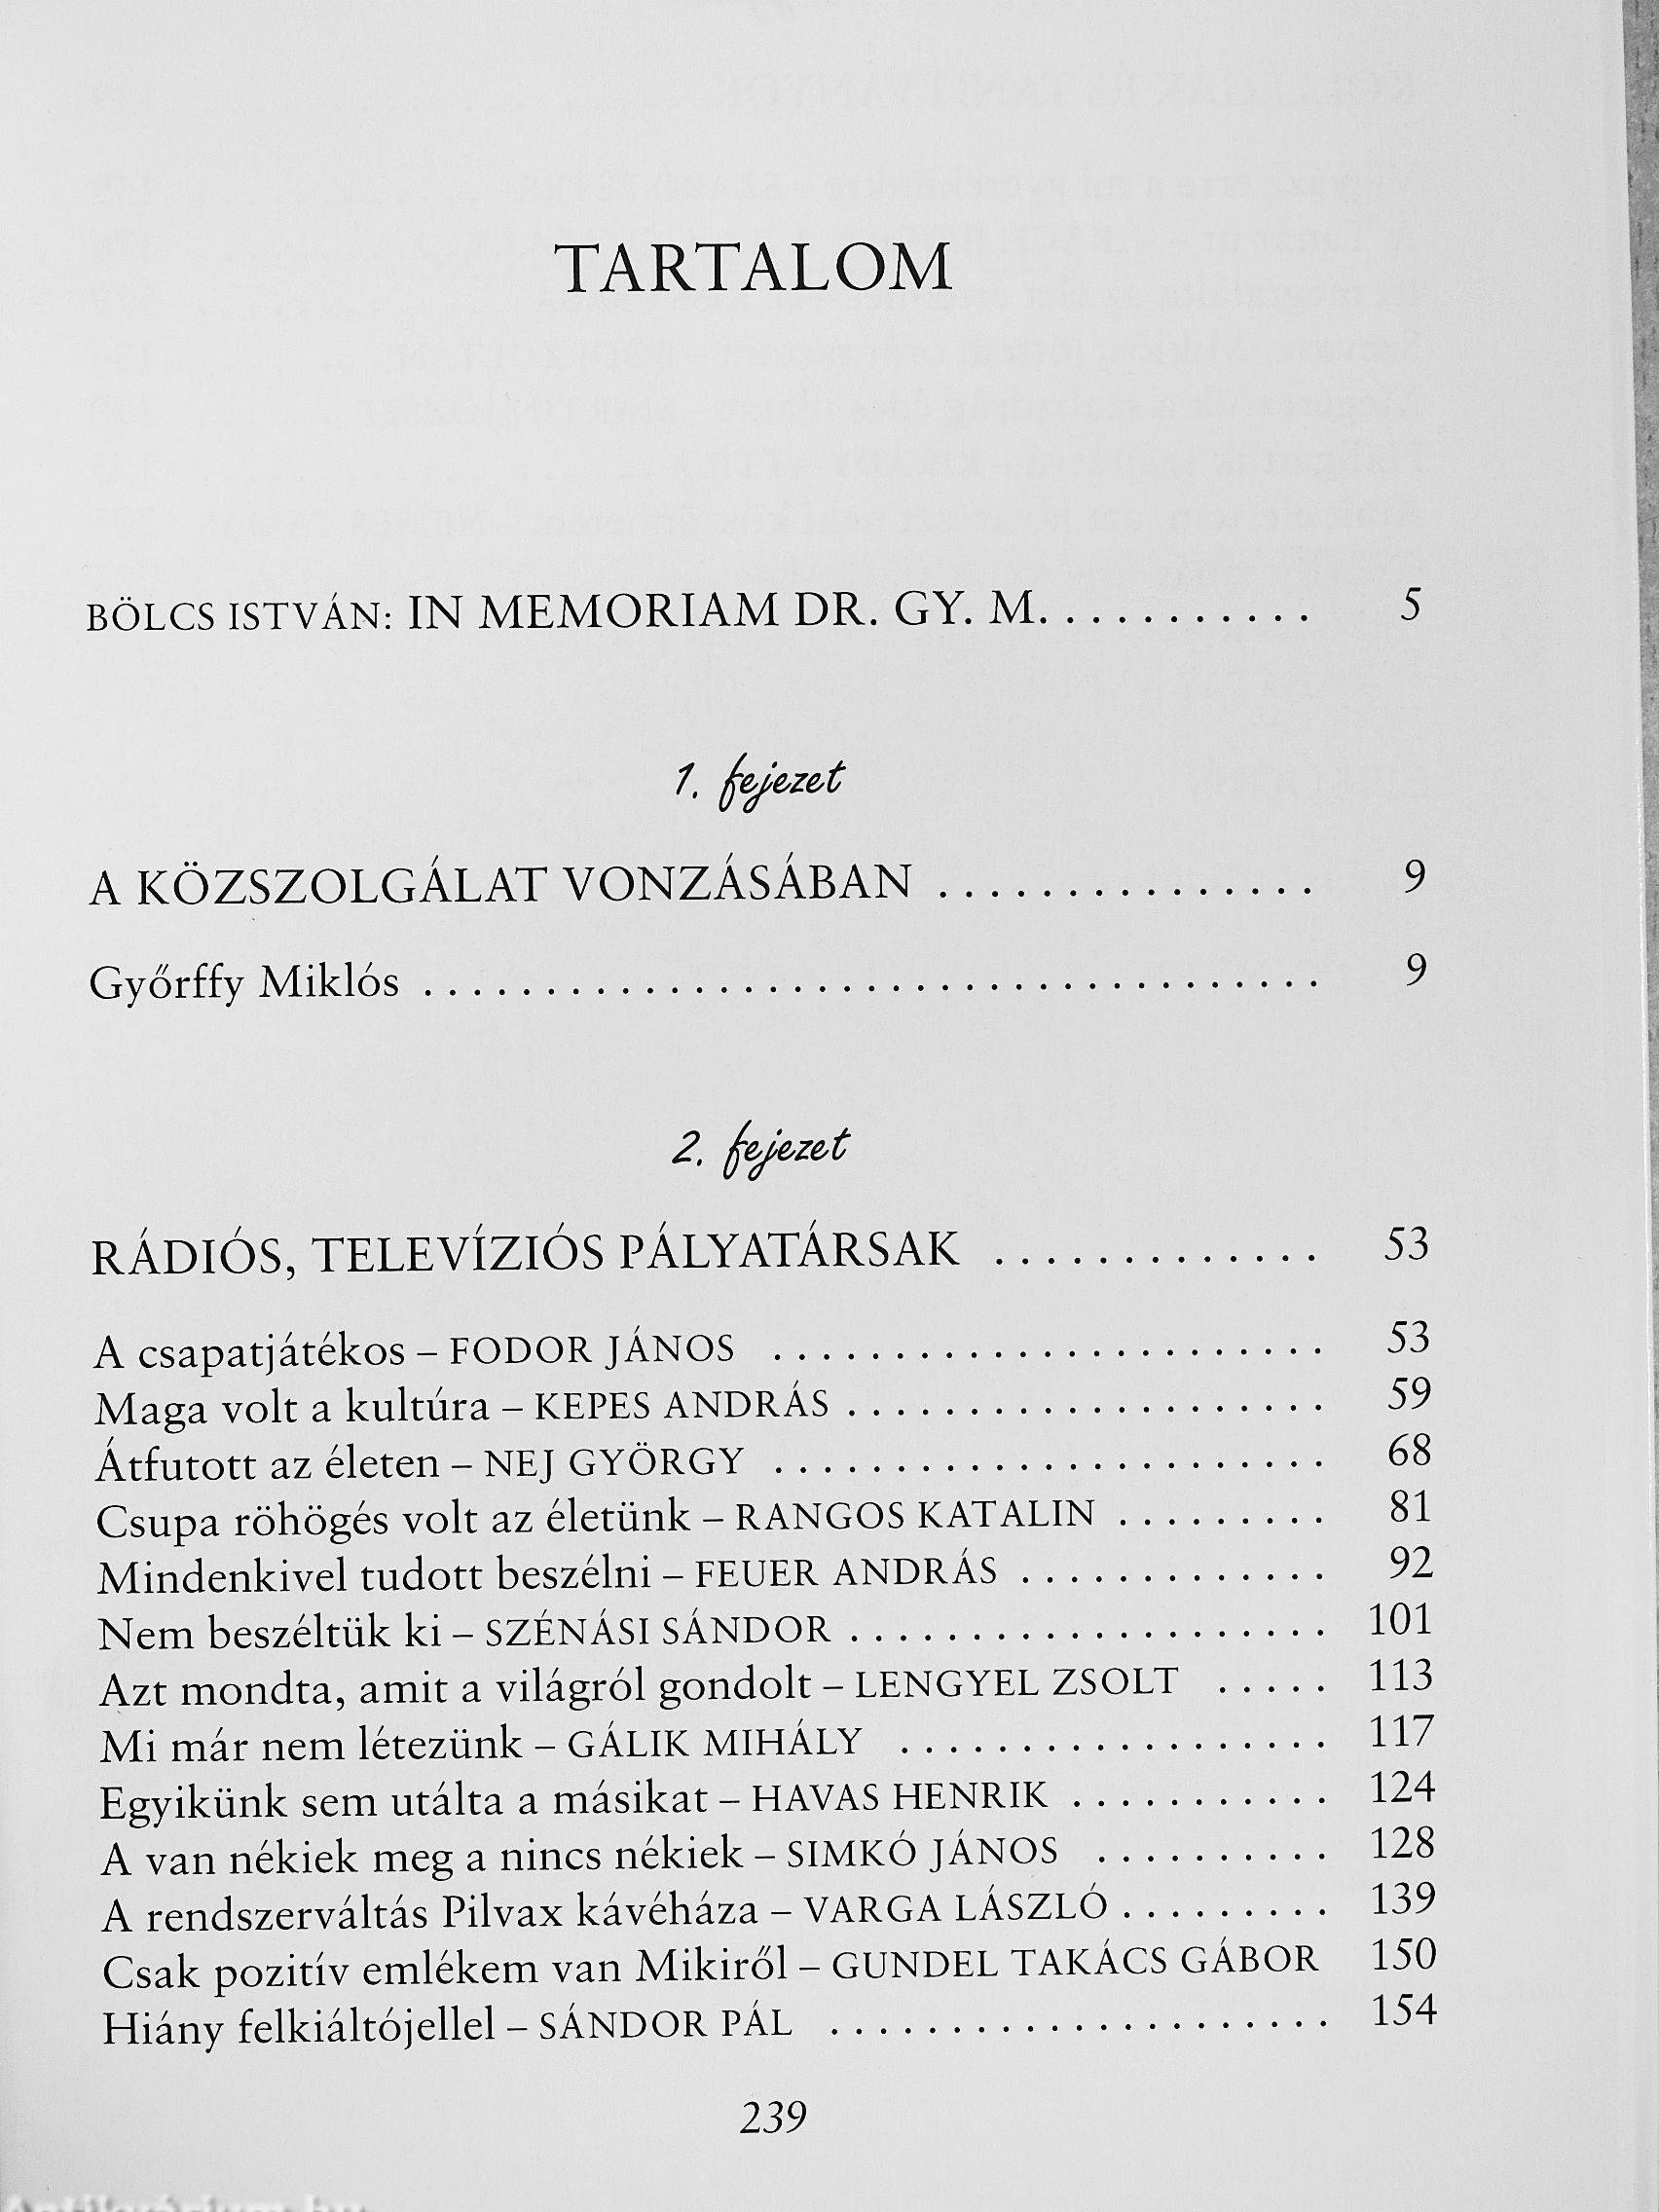 TARTALOM
BÖLCS ISTVÁN: IN MEMORIAM DR. GY. M. . . . . . . . . . . 5
1. fejezet
A KÖZSZOLGÁLAT VONZÁSÁBAN . . . . . . . . . . . . . . . 9
Győrffy Miklós . . . . . . . . . . . . . . . . . . . . . . . . . . . . . . . . . . . . . 9
2. fejezet
RÁDIÓS, TELEVÍZIÓS PÁLYATÁRSAK . . . . . . . . . . . . . 53
A csapatjátékos – FODOR JÁNOS . . . . . . . . . . . . . . . . . . . . . . . 53
Maga volt a kultúra – KEPES ANDRÁS . . . . . . . . . . . . . . . . . . . . 59
Átfutott az életen – NEJ GYÖRGY . . . . . . . . . . . . . . . . . . . . . . . 68
Csupa röhögés volt az életünk – RANGOS KATALIN . . . . . . . . . 81
Mindenkivel tudott beszélni – FEUER ANDRÁS . . . . . . . . . . . . . 92
Nem beszéltük ki – SZÉNÁSI SÁNDOR . . . . . . . . . . . . . . . . . . . . 101
Azt mondta, amit a világról gondolt – LENGYEL ZSOLT . . . . . 113
Mi már nem létezünk – GÁLIK MIHÁLY . . . . . . . . . . . . . . . . . . 117
Egyikünk sem utálta a másikat – HAVAS HENRIK . . . . . . . . . . . 124
A van nékiek meg a nincs nékiek – SIMKÓ JÁNOS . . . . . . . . . . 128
A rendszerváltás Pilvax kávéháza – VARGA LÁSZLÓ . . . . . . . . . 139
Csak pozitív emlékem van Mikiről – GUNDEL TAKÁCS GÁBOR 150
Hiány felkiáltójellel – SÁNDOR PÁL . . . . . . . . . . . . . . . . . . . . . 154
239